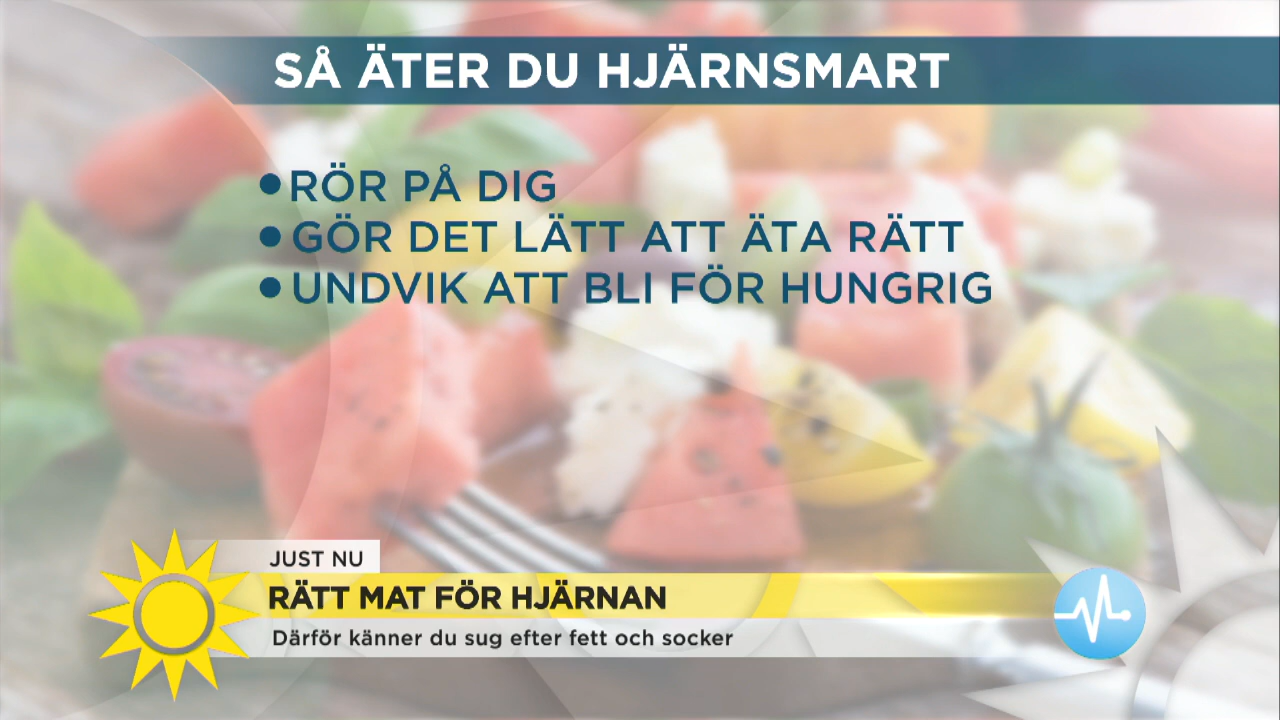 SÅ ÄTER DU HJÄRNSMART
• RÖR PÅ DIG
• GÖR DET LÄTT ATT ÄTA RÄTT
• UNDVIK ATT BLI FÖR HUNGRIG
JUST NU
RÄTT MAT FÖR HJÄRNAN
Därför känner du sug efter fett och socker